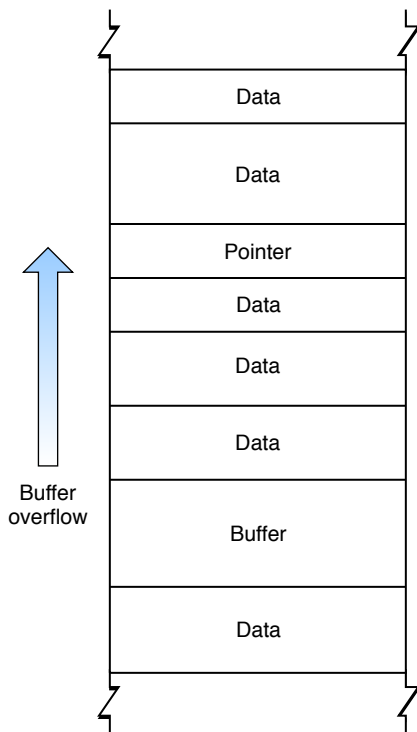 Data
Data
Pointer
Data
Data
Data
Buffer
overflow
Buffer
Data